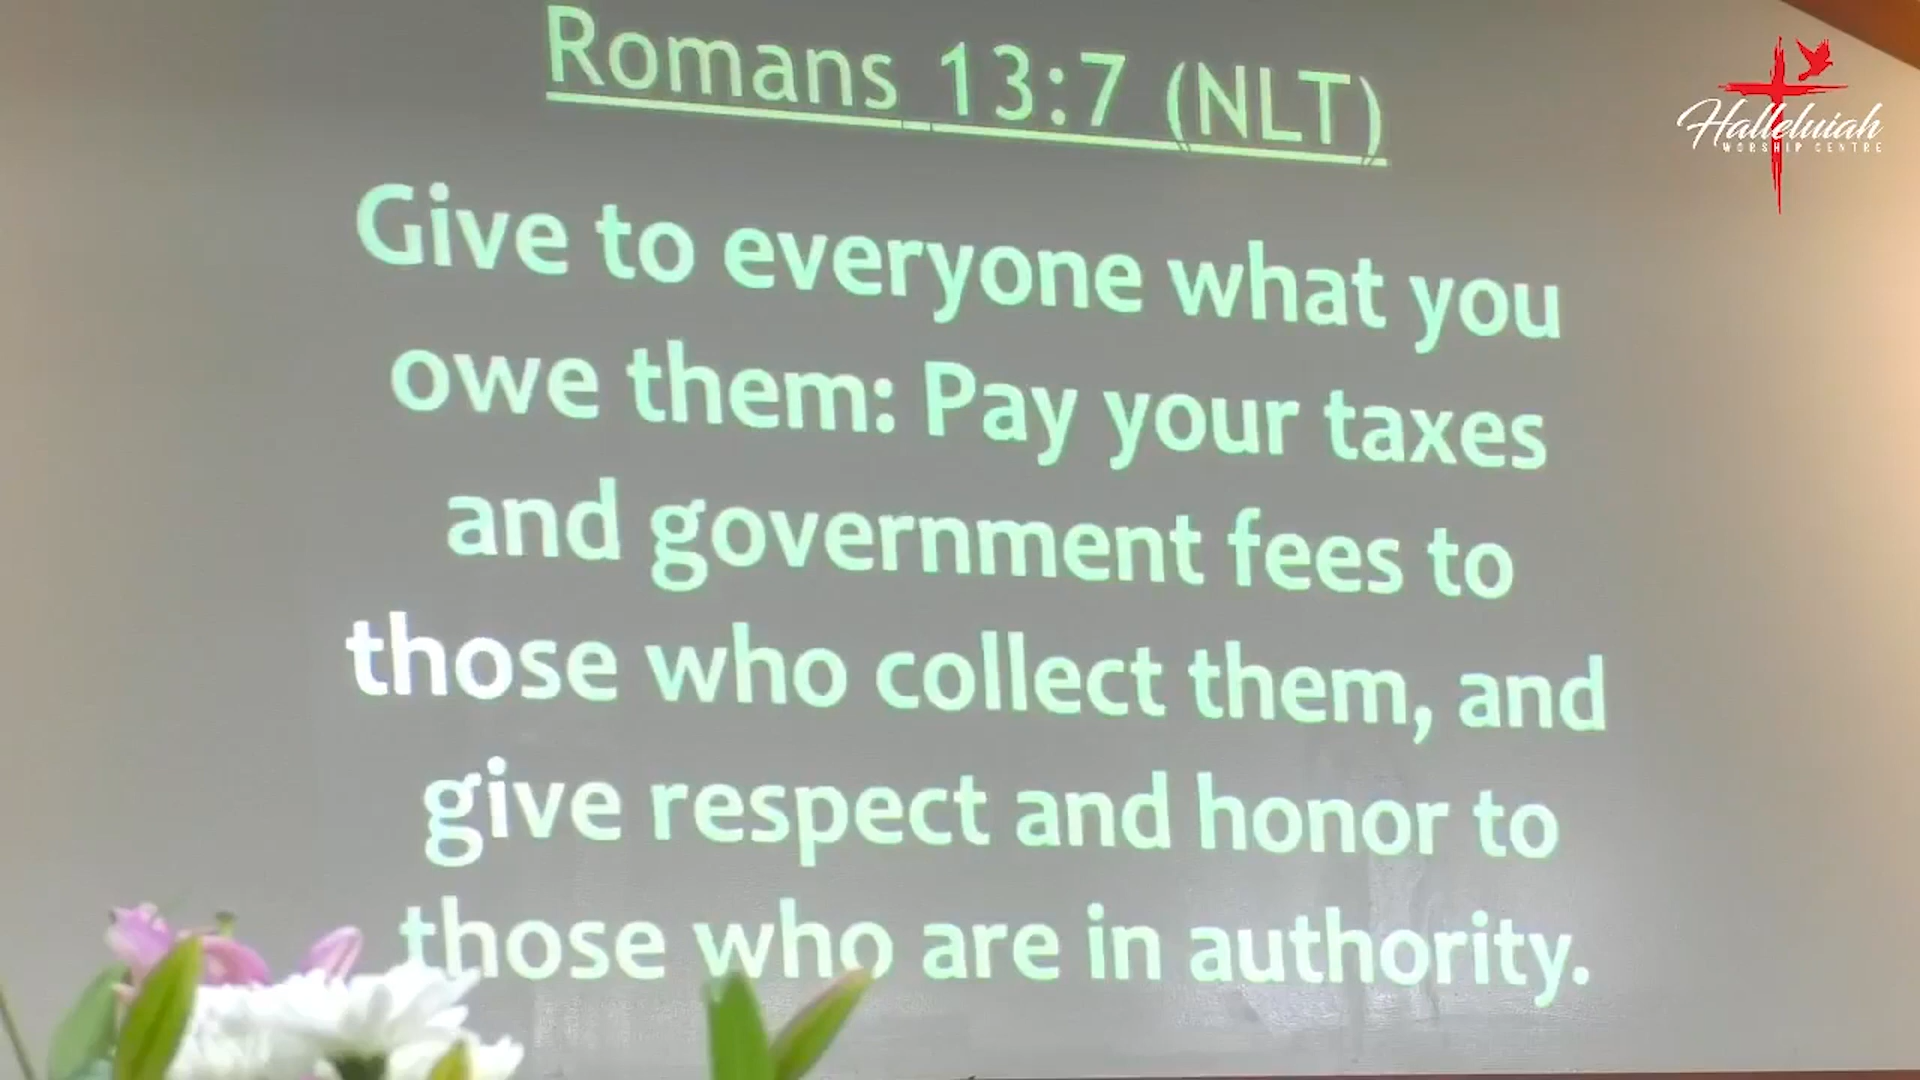 Romans 13:7 (NLT)
Give to everyone what you
owe them: Pay your taxes
and government fees to
those who collect them, and
give respect and honor to
those who are in authority.
Halleluiah
WORSHIP CENTRE